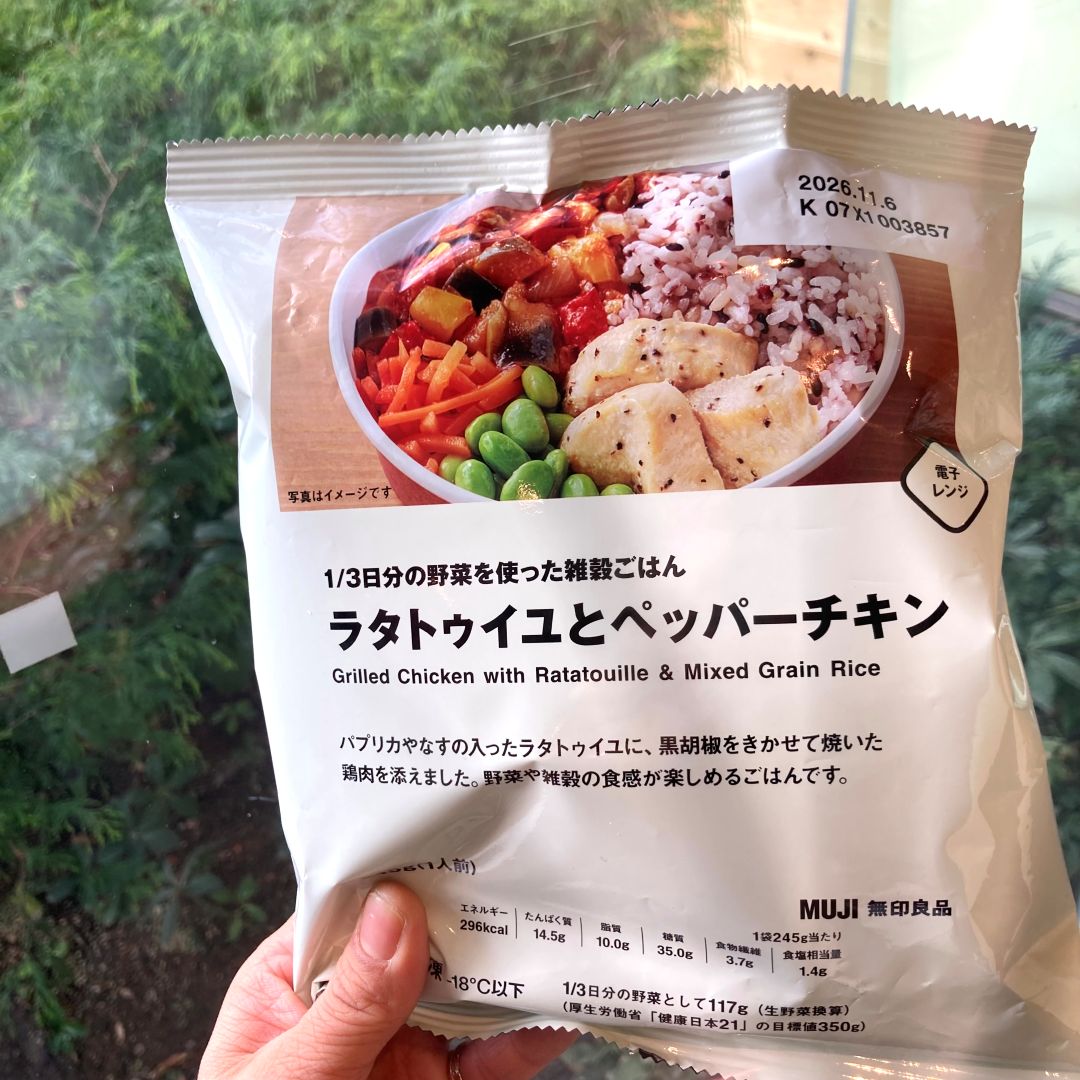 2026.11.6
K 07X1 003857
写真はイメージです
電子
レンジ
1/3日分の野菜を使った雑穀ごはん
ラタトゥイユとペッパーチキン
Grilled Chicken with Ratatouille & Mixed Grain Rice
パプリカやなすの入ったラタトゥイユに、黒胡椒をきかせて焼いた
鶏肉を添えました。野菜や雑穀の食感が楽しめるごはんです。
(1人前)
MUJI 無印良品
1袋245g当たり
エネルギー 296kcal
たんぱく質 14.5g
脂質 10.0g
糖質 35.0g
食物繊維 3.7g
食塩相当量 1.4g
-18°C以下
1/3日分の野菜として117g（生野菜換算）
（厚生労働省「健康日本21」の目標値350g）